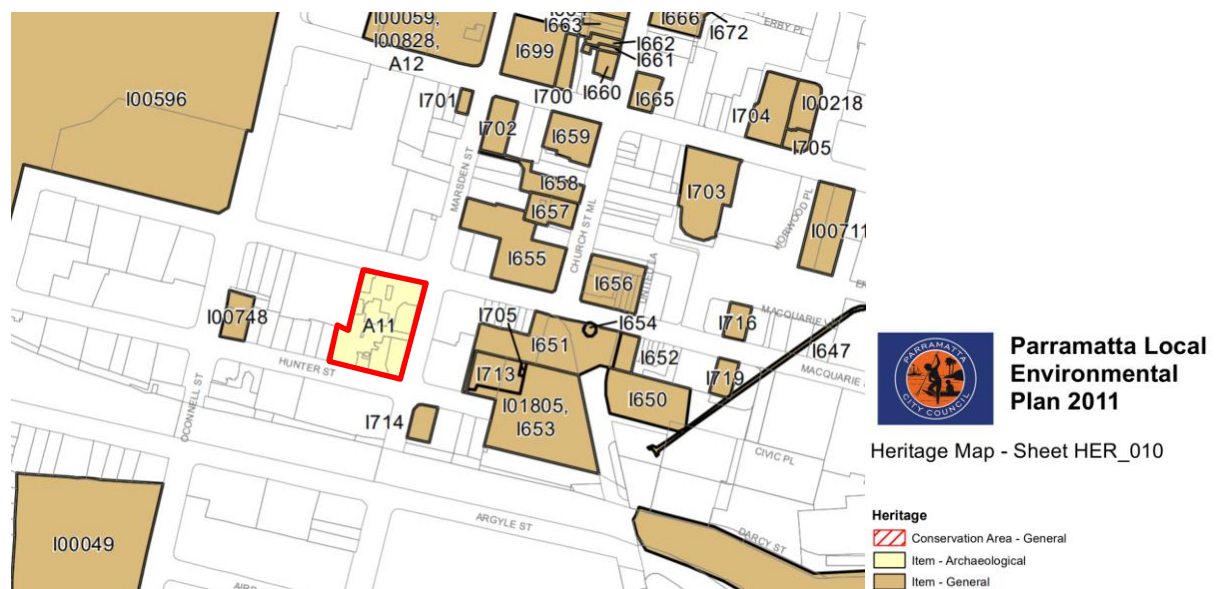 I00059,
I00828,
A12
I663
I662
I661
I660
I666
I672
ERBY PL
I699
I700
I665
I704
I00218
I705
I00596
I701
I702
I659
MARSDEN ST
I658
I657
I655
CHURCH ST ML
I703
HORWOOD PL
I00711
I656
UNITED LA
I654
A11
I00748
HUNTER ST
OCONNELL ST
I705
I651
I652
I713
I01805,
I653
I650
I716
MACQUARIE
I719
I647
MACQUARIE
I714
CIVIC PL
ARGYLE ST
DARCY ST
I00049
AIR
PARRAMATTA
CITY COUNCIL
Parramatta Local
Environmental
Plan 2011
Heritage Map - Sheet HER_010
Heritage
Conservation Area - General
Item - Archaeological
Item - General